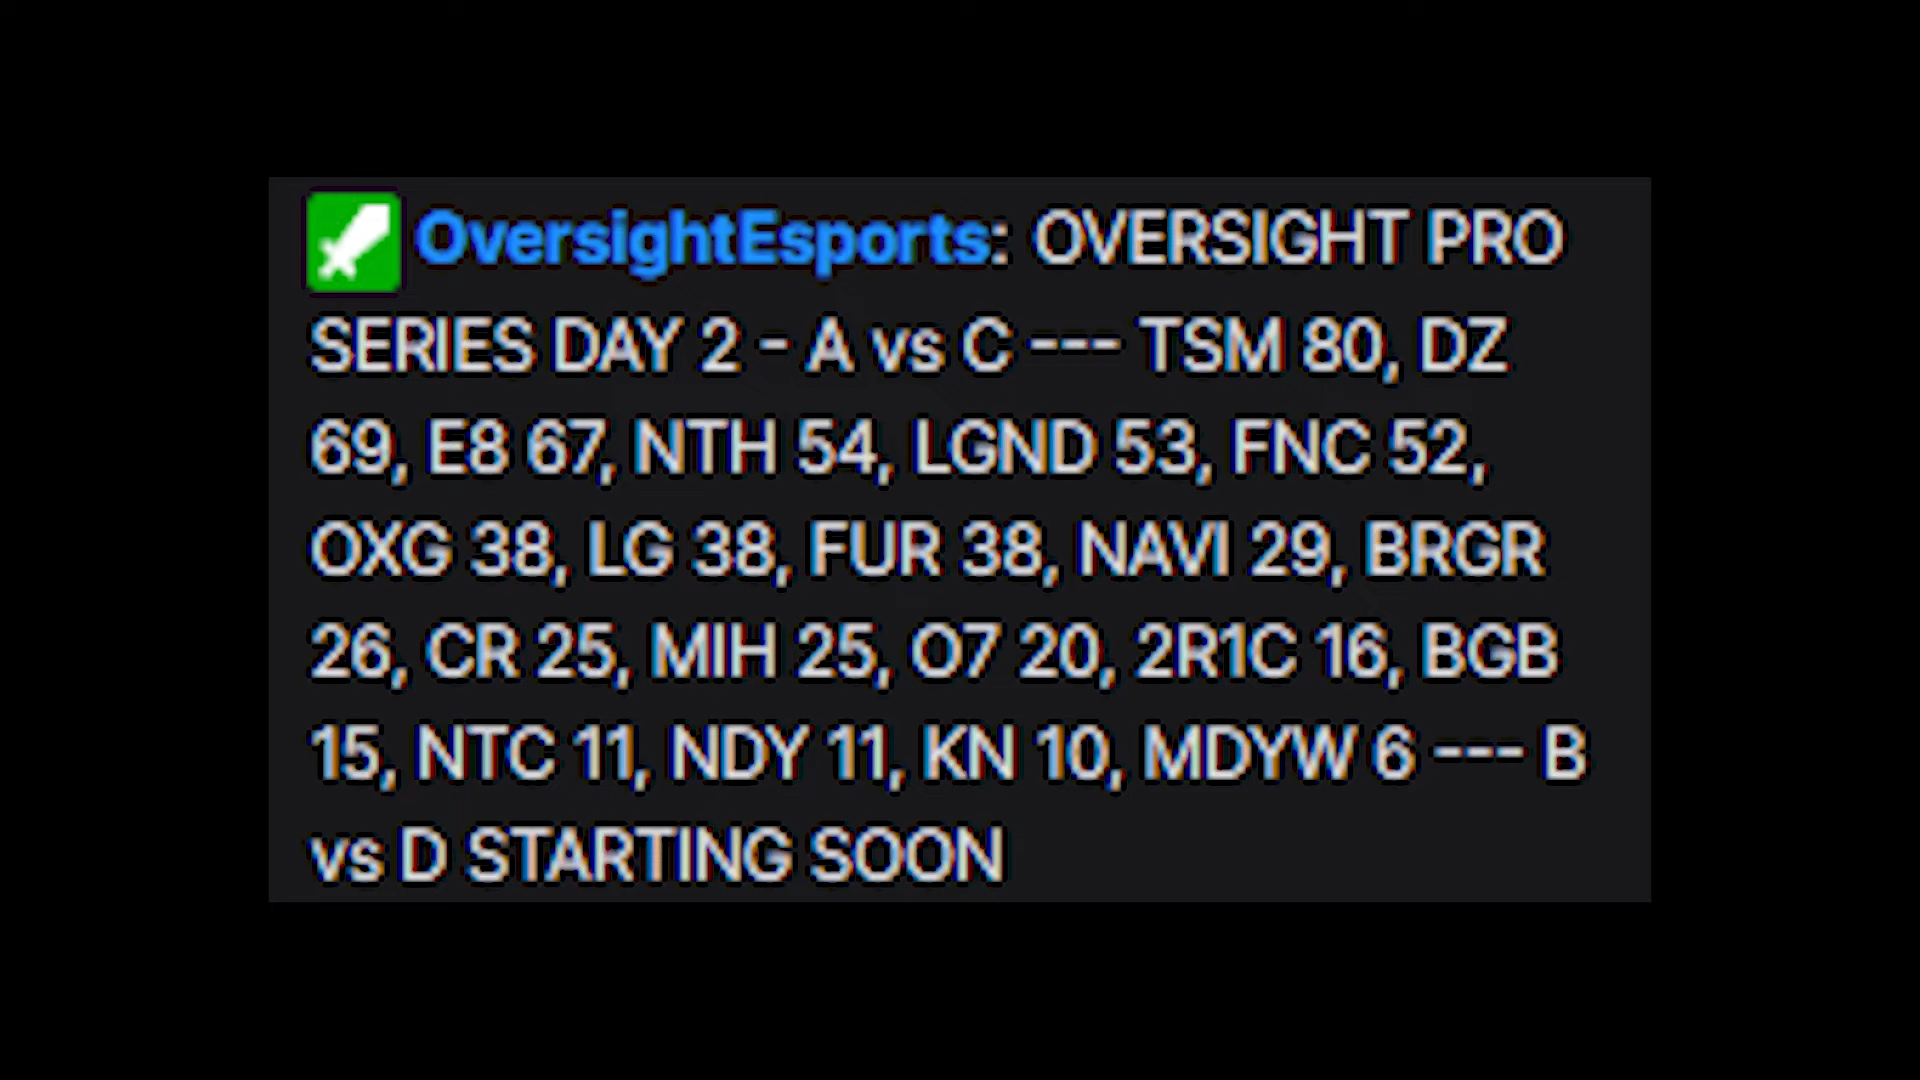 OversightEsports: OVERSIGHT PRO
SERIES DAY 2 - A vs C --- TSM 80, DZ
69, E8 67, NTH 54, LGND 53, FNC 52,
OXG 38, LG 38, FUR 38, NAVI 29, BRGR
26, CR 25, MIH 25, O7 20, 2R1C 16, BGB
15, NTC 11, NDY 11, KN 10, MDYW 6 --- B
vs D STARTING SOON